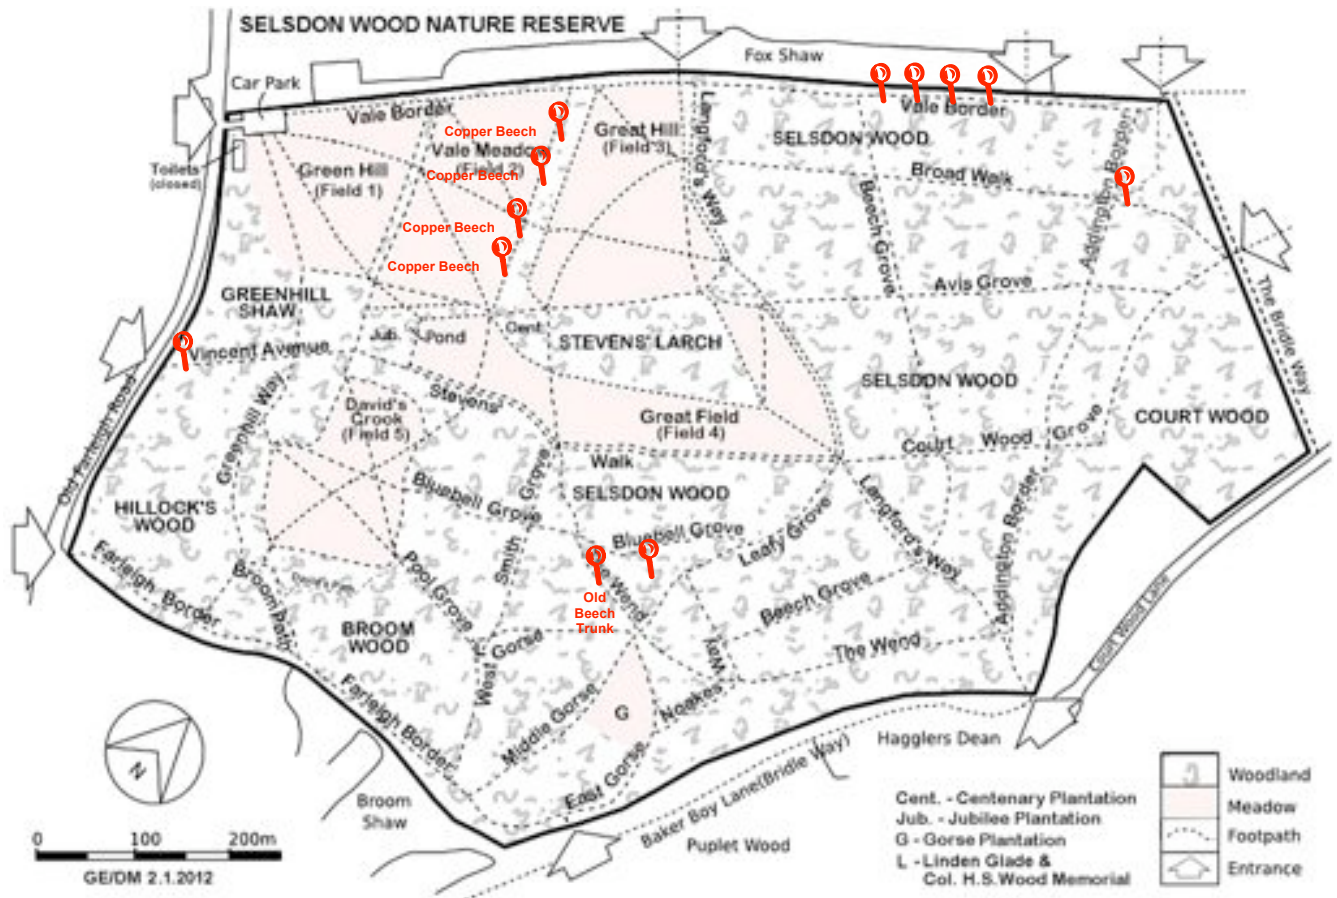 SELSDON WOOD NATURE RESERVE
Fox Shaw
Car Park
Vale Border
Vale Border
Copper Beech
Vale Meadow
(Field 2)
Copper Beech
Great Hill
(Field 3)
Langford's Way
SELSDON WOOD
Broad Walk
Addington Border
Toilets
(closed)
Green Hill
(Field 1)
Copper Beech
Copper Beech
Beech Grove
Avis Grove
The Bridle Way
GREENHILL
SHAW
Jub.
Pond
Cent.
STEVENS' LARCH
Vincent Avenue
SELSDON WOOD
Greenhill Way
Stevens'
David's
Crook
(Field 5)
Great Field
(Field 4)
COURT WOOD
Court Wood Grove
Walk
Old Farleigh Road
Bluebell Grove
Smith Grove
SELSDON WOOD
HILLOCK'S
WOOD
Bluebell Grove
Leafy Grove
Langford's Way
Addington Border
Farleigh Border
Broom Path
Pool Grove
The Wend
Old
Beech
Trunk
Beech Grove
Court Wood Lane
BROOM
WOOD
West Gorse
The Wend
Noakes Way
Farleigh Border
Middle Gorse
G
East Gorse
Hagglers Dean
Baker Boy Lane(Bridle Way)
Puplet Wood
Broom
Shaw
N
0 100 200m
GE/DM 2.1.2012
Cent. - Centenary Plantation
Jub. - Jubilee Plantation
G - Gorse Plantation
L - Linden Glade &
Col. H.S.Wood Memorial
Woodland
Meadow
Footpath
Entrance